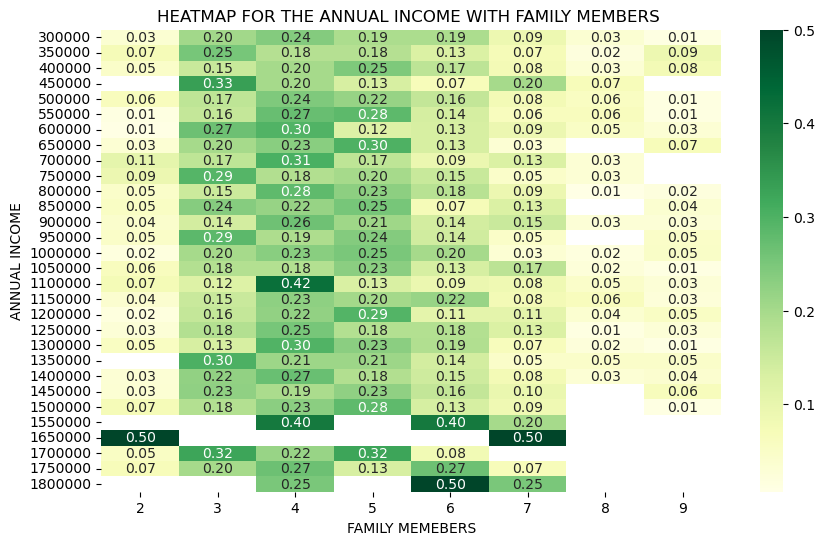 HEATMAP FOR THE ANNUAL INCOME WITH FAMILY MEMBERS
300000 0.03 0.20 0.24 0.19 0.19 0.09 0.03 0.01
350000 0.07 0.25 0.18 0.18 0.13 0.07 0.02 0.09
400000 0.05 0.15 0.20 0.25 0.17 0.08 0.03 0.08
450000 0.33 0.20 0.13 0.07 0.20 0.07
500000 0.06 0.17 0.24 0.22 0.16 0.08 0.06 0.01
550000 0.01 0.16 0.27 0.28 0.14 0.06 0.06 0.01
600000 0.01 0.27 0.30 0.12 0.13 0.09 0.05 0.03
650000 0.03 0.20 0.23 0.30 0.13 0.03 0.07
700000 0.11 0.17 0.31 0.17 0.09 0.13 0.03
750000 0.09 0.29 0.18 0.20 0.15 0.05 0.03
800000 0.05 0.15 0.28 0.23 0.18 0.09 0.01 0.02
850000 0.05 0.24 0.22 0.25 0.07 0.13 0.04
900000 0.04 0.14 0.26 0.21 0.14 0.15 0.03 0.03
950000 0.05 0.29 0.19 0.24 0.14 0.05 0.05
1000000 0.02 0.20 0.23 0.25 0.20 0.03 0.02 0.05
1050000 0.06 0.18 0.18 0.23 0.13 0.17 0.02 0.01
1100000 0.07 0.12 0.42 0.13 0.09 0.08 0.05 0.03
1150000 0.04 0.15 0.23 0.20 0.22 0.08 0.06 0.03
1200000 0.02 0.16 0.22 0.29 0.11 0.11 0.04 0.05
1250000 0.03 0.18 0.25 0.18 0.18 0.13 0.01 0.03
1300000 0.05 0.13 0.30 0.23 0.19 0.07 0.02 0.01
1350000 0.30 0.21 0.21 0.14 0.05 0.05 0.05
1400000 0.03 0.22 0.27 0.18 0.15 0.08 0.03 0.04
1450000 0.03 0.23 0.19 0.23 0.16 0.10 0.06
1500000 0.07 0.18 0.23 0.28 0.13 0.09 0.01
1550000 0.40 0.40 0.20
1650000 0.50 0.50
1700000 0.05 0.32 0.22 0.32 0.08
1750000 0.07 0.20 0.27 0.13 0.27 0.07
1800000 0.25 0.50 0.25
2 3 4 5 6 7 8 9
FAMILY MEMEBERS
ANNUAL INCOME
0.5
0.4
0.3
0.2
0.1